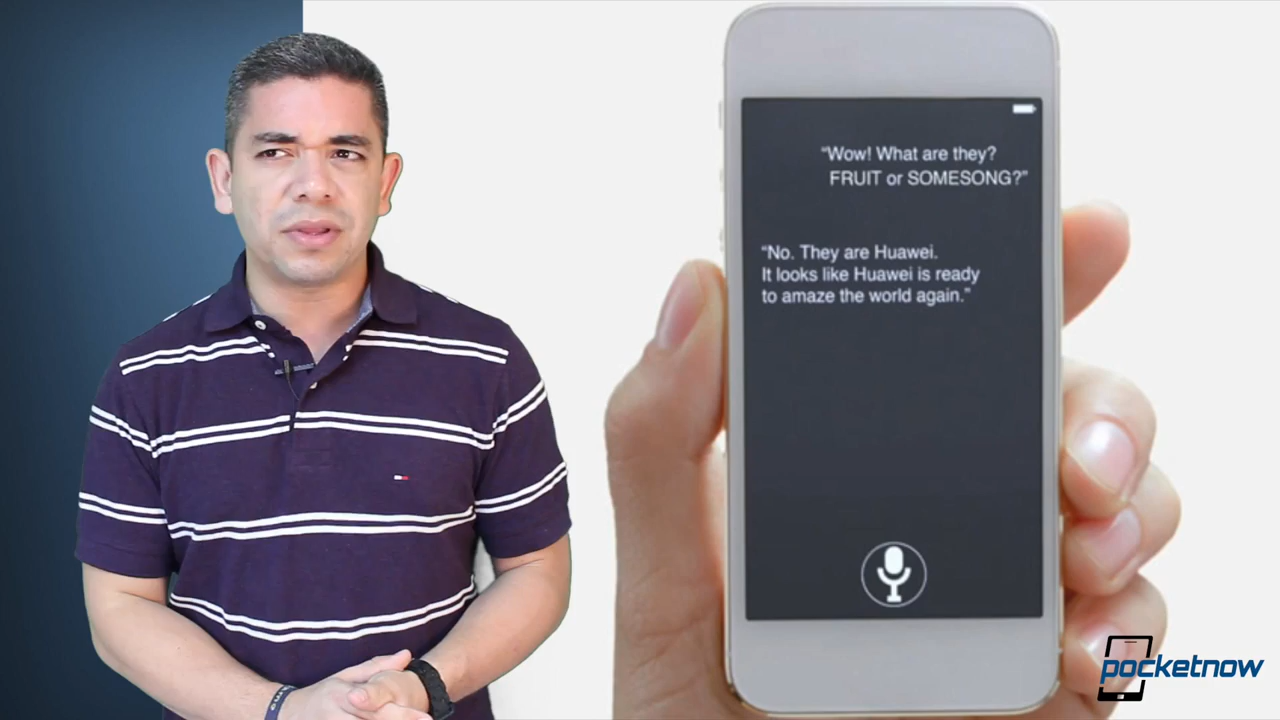 “Wow! What are they?
FRUIT or SOMESONG?”
“No. They are Huawei.
It looks like Huawei is ready
to amaze the world again.”
pocketnow